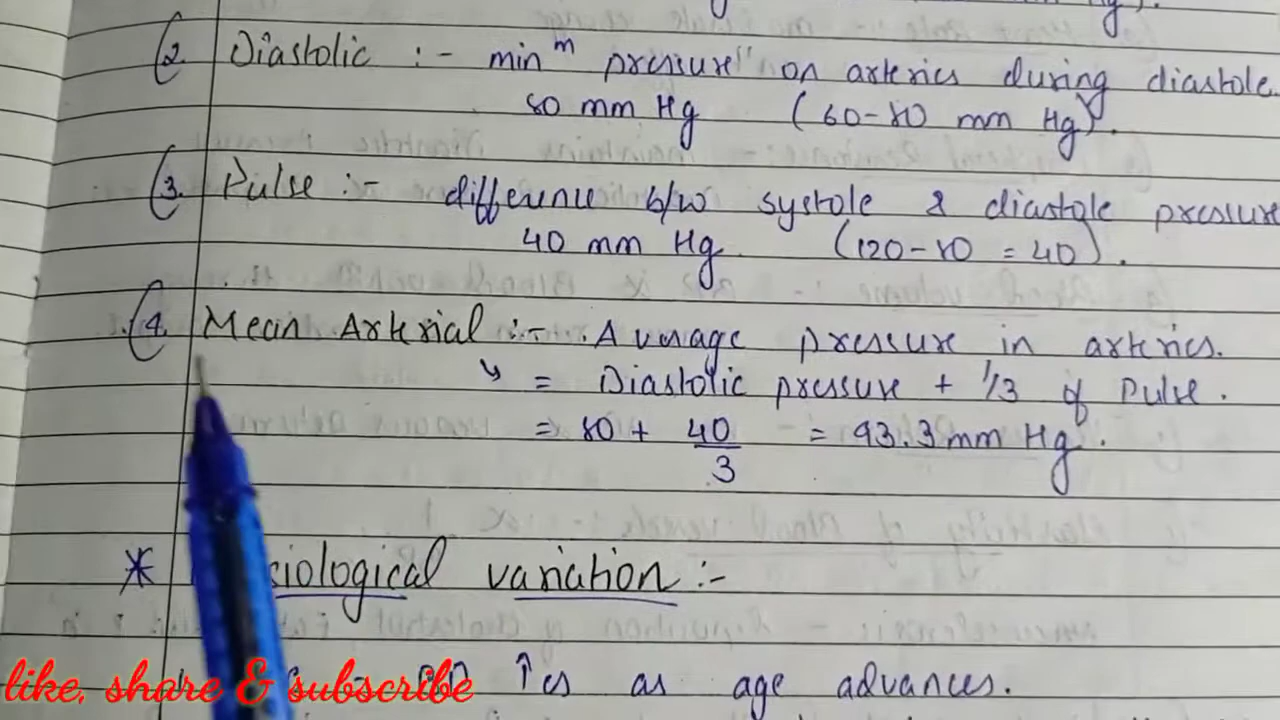 (2. Diastolic :- minᵐ pressure on arteries during diastole.
80 mm Hg (60-80 mm Hg).
(3. Pulse :- difference b/w systole & diastole pressure
40 mm Hg (120-80 = 40).
(4. Mean Arterial :- Average pressure in arteries.
↳ = Diastolic pressure + 1/3 of Pulse.
= 80 + 40/3 = 93.3 mm Hg.
* siological variation :-
↑es as age advances.
like, share & subscribe